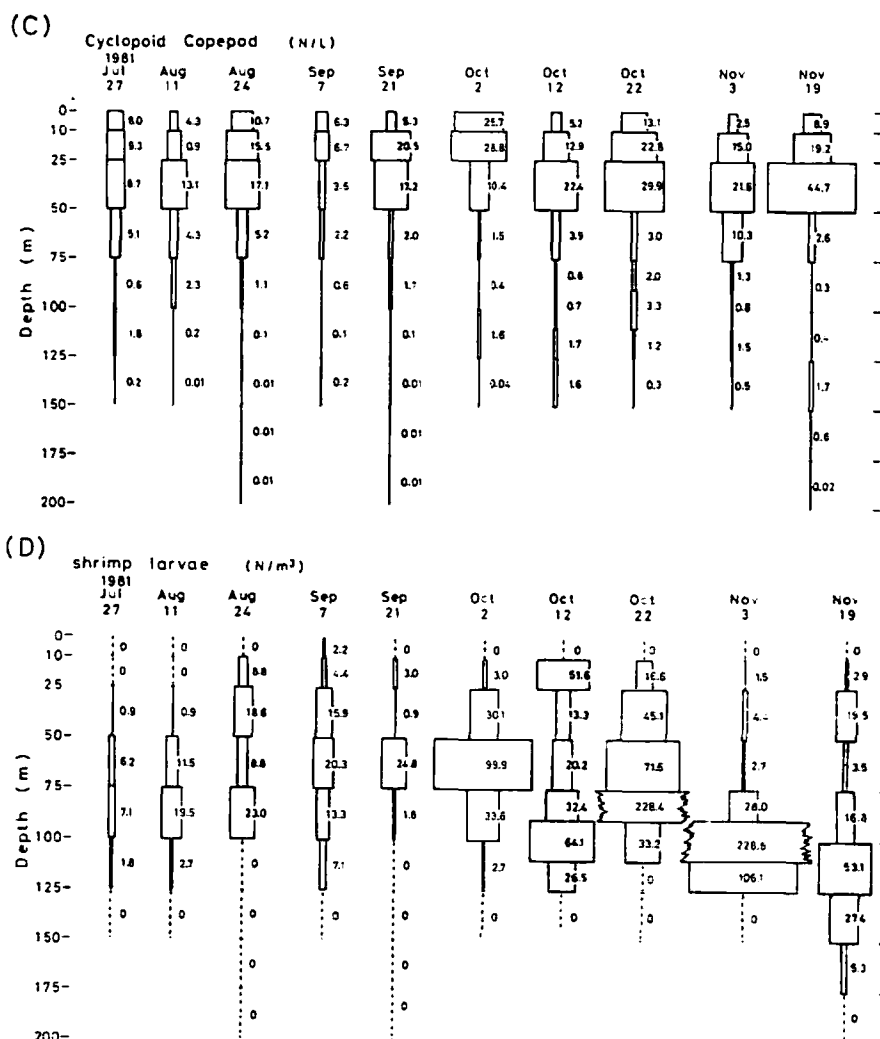 (C)
Cyclopoid Copepod (N/L)
1981
Jul 27 Aug 11 Aug 24 Sep 7 Sep 21 Oct 2 Oct 12 Oct 22 Nov 3 Nov 19
Depth (m)
0-
10-
25-
50-
75-
100-
125-
150-
175-
200-
8.7 5.1 0.6 1.8 0.2
4.3 0.9 13.1 4.3 2.3 0.2 0.01
10.7 15.5 17.1 5.2 1.1 0.1 0.01 0.01 0.01
6.3 6.7 3.5 2.2 0.6 0.1 0.2
20.5 2.0 1.7 0.1 0.01 0.01 0.01
25.7 28.8 10.4 1.5 0.4 1.6 0.04
5.2 12.9 22.4 3.9 0.7 1.7 1.6
13.1 22.8 29.9 3.0 2.0 3.3 1.2 0.3
2.5 15.0 21.6 10.3 1.3 0.8 1.5 0.5
8.9 19.2 44.7 2.6 0.3 0.4 1.7 0.6 0.02
(D)
shrimp larvae (N/m³)
1981
Jul 27 Aug 11 Aug 24 Sep 7 Sep 21 Oct 2 Oct 12 Oct 22 Nov 3 Nov 19
Depth (m)
0-
10-
25-
50-
75-
100-
125-
150-
175-
200-
0 0 0.9 6.2 7.1 1.8 0
0 0 0.9 11.5 19.5 2.7 0
0 8.8 18.6 8.8 23.0 0 0 0 0
2.2 4.4 15.9 20.3 13.3 7.1 0
0 3.0 0.9 24.8 1.8 0 0 0 0
0 3.0 30.1 99.9 33.6 2.7 0
0 51.6 13.3 20.2 32.4 64.1 26.5 0
0 16.6 45.1 71.6 228.4 33.2 0 0
0 1.5 4.4 2.7 28.0 228.6 106.1 0
0 2.9 19.5 3.5 16.8 53.1 27.4 5.3 0